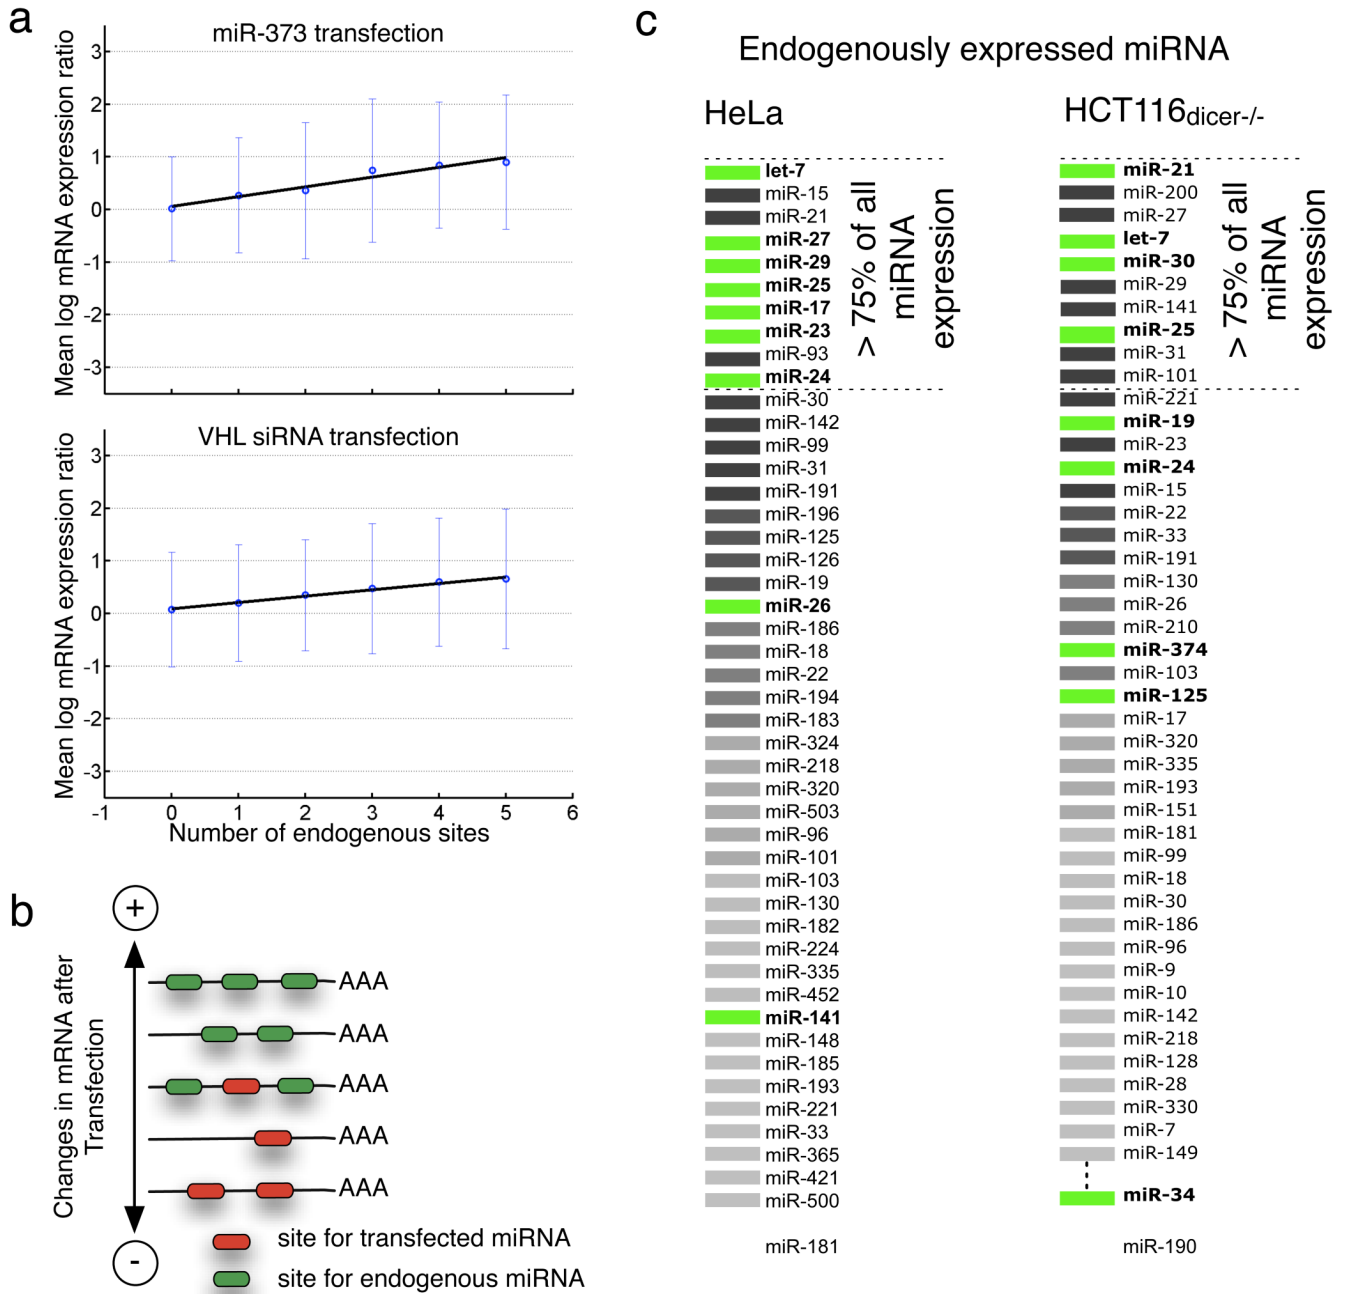 a
miR-373 transfection
Mean log mRNA expression ratio
3
2
1
0
-1
-2
-3
VHL siRNA transfection
Mean log mRNA expression ratio
3
2
1
0
-1
-2
-3
-1 0 1 2 3 4 5 6
Number of endogenous sites
b
+
Changes in mRNA after
Transfection
AAA
AAA
AAA
AAA
AAA
-
site for transfected miRNA
site for endogenous miRNA
c
Endogenously expressed miRNA
HeLa
let-7
miR-15
miR-21
miR-27
miR-29
miR-25
miR-17
miR-23
miR-93
miR-24
miR-30
miR-142
miR-99
miR-31
miR-191
miR-196
miR-125
miR-126
miR-19
miR-26
miR-186
miR-18
miR-22
miR-194
miR-183
miR-324
miR-218
miR-320
miR-503
miR-96
miR-101
miR-103
miR-130
miR-182
miR-224
miR-335
miR-452
miR-141
miR-148
miR-185
miR-193
miR-221
miR-33
miR-365
miR-421
miR-500
miR-181
> 75% of all
miRNA
expression
HCT116dicer-/-
miR-21
miR-200
miR-27
let-7
miR-30
miR-29
miR-141
miR-25
miR-31
miR-101
miR-221
miR-19
miR-23
miR-24
miR-15
miR-22
miR-33
miR-191
miR-130
miR-26
miR-210
miR-374
miR-103
miR-125
miR-17
miR-320
miR-335
miR-193
miR-151
miR-181
miR-99
miR-18
miR-30
miR-186
miR-96
miR-9
miR-10
miR-142
miR-218
miR-128
miR-28
miR-330
miR-7
miR-149
miR-34
miR-190
> 75% of all
miRNA
expression